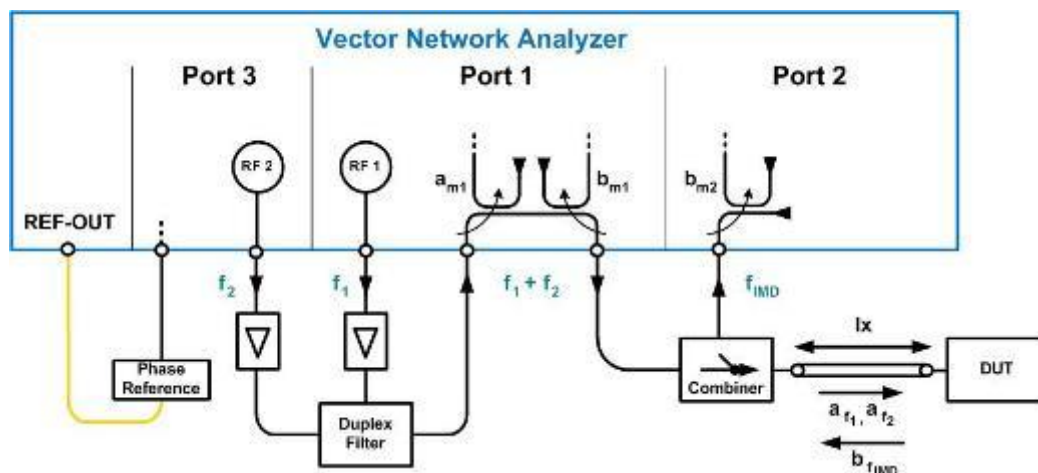 Vector Network Analyzer
Port 3
Port 1
Port 2
RF 2
RF 1
a_m1
b_m1
b_m2
REF-OUT
f_2
f_1
f_1 + f_2
f_IMD
lx
Phase
Reference
Duplex
Filter
Combiner
DUT
a_f1, a_f2
b_fIMD